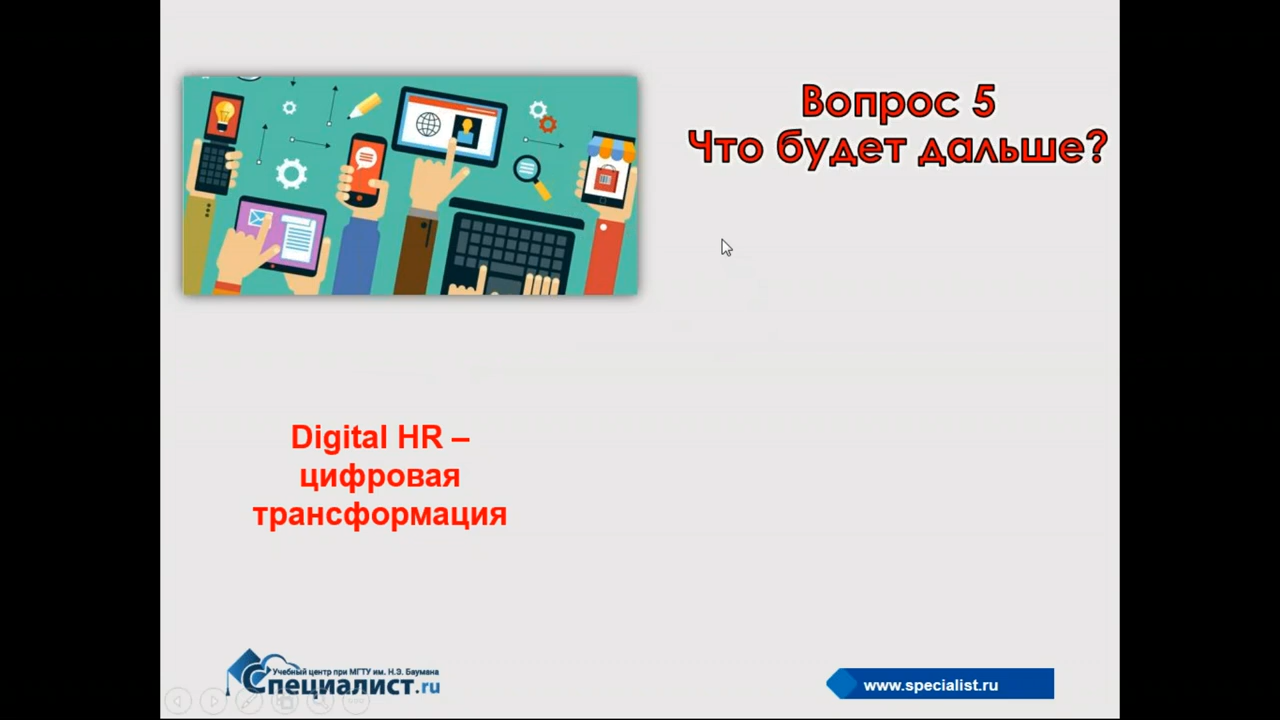 Вопрос 5
Что будет дальше?
Digital HR –
цифровая
трансформация
Учебный центр при МГТУ им. Н.Э. Баумана
Специалист.ru
www.specialist.ru